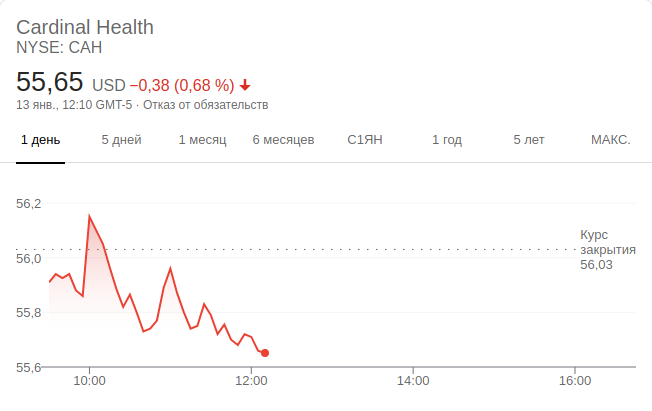 Cardinal Health
NYSE: CAH
55,65 USD −0,38 (0,68 %)
13 янв., 12:10 GMT-5 · Отказ от обязательств
1 день 5 дней 1 месяц 6 месяцев С1ЯН 1 год 5 лет МАКС.
56,2
Курс
закрытия
56,0
56,03
55,8
55,6
10:00 12:00 14:00 16:00